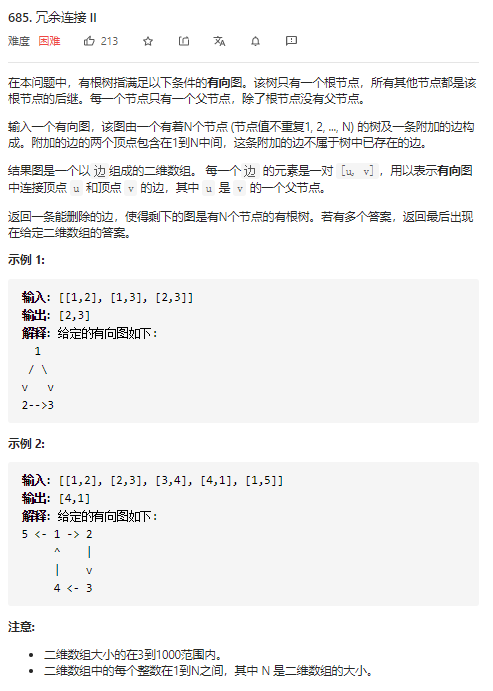 685. 冗余连接 II
难度 困难 213
在本问题中，有根树指满足以下条件的有向图。该树只有一个根节点，所有其他节点都是该
根节点的后继。每一个节点只有一个父节点，除了根节点没有父节点。
输入一个有向图，该图由一个有着N个节点 (节点值不重复1, 2, ..., N) 的树及一条附加的边构
成。附加的边的两个顶点包含在1到N中间，这条附加的边不属于树中已存在的边。
结果图是一个以 边 组成的二维数组。 每一个 边 的元素是一对 [u, v]，用以表示有向图
中连接顶点 u 和顶点 v 的边，其中 u 是 v 的一个父节点。
返回一条能删除的边，使得剩下的图是有N个节点的有根树。若有多个答案，返回最后出现
在给定二维数组的答案。
示例 1:
输入: [[1,2], [1,3], [2,3]]
输出: [2,3]
解释: 给定的有向图如下:
1
/ \
v v
2-->3
示例 2:
输入: [[1,2], [2,3], [3,4], [4,1], [1,5]]
输出: [4,1]
解释: 给定的有向图如下:
5 <- 1 -> 2
^ |
| v
4 <- 3
注意:
• 二维数组大小的在3到1000范围内。
• 二维数组中的每个整数在1到N之间，其中 N 是二维数组的大小。